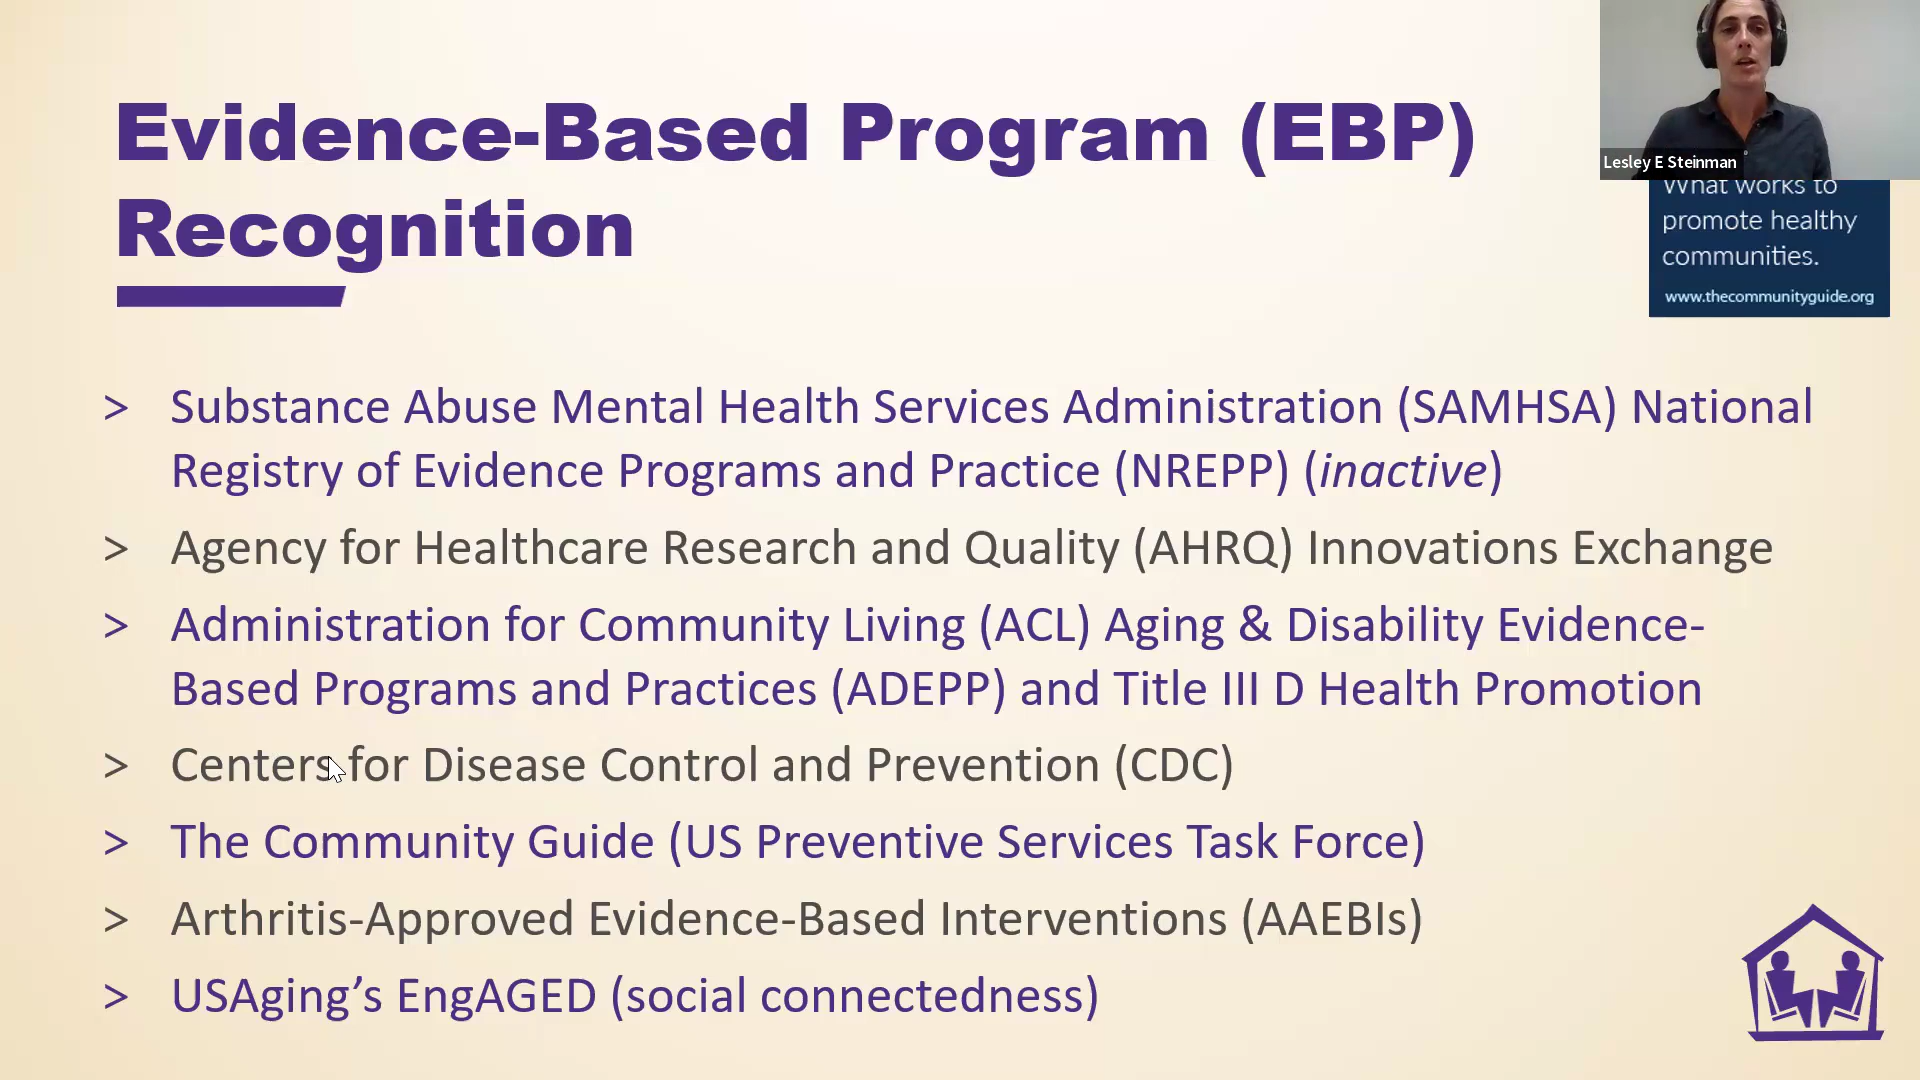 Evidence-Based Program (EBP)
Recognition
Lesley E Steinman
What works to
promote healthy
communities.
www.thecommunityguide.org
> Substance Abuse Mental Health Services Administration (SAMHSA) National
Registry of Evidence Programs and Practice (NREPP) (inactive)
> Agency for Healthcare Research and Quality (AHRQ) Innovations Exchange
> Administration for Community Living (ACL) Aging & Disability Evidence-
Based Programs and Practices (ADEPP) and Title III D Health Promotion
> Centers for Disease Control and Prevention (CDC)
> The Community Guide (US Preventive Services Task Force)
> Arthritis-Approved Evidence-Based Interventions (AAEBIs)
> USAging’s EngAGED (social connectedness)